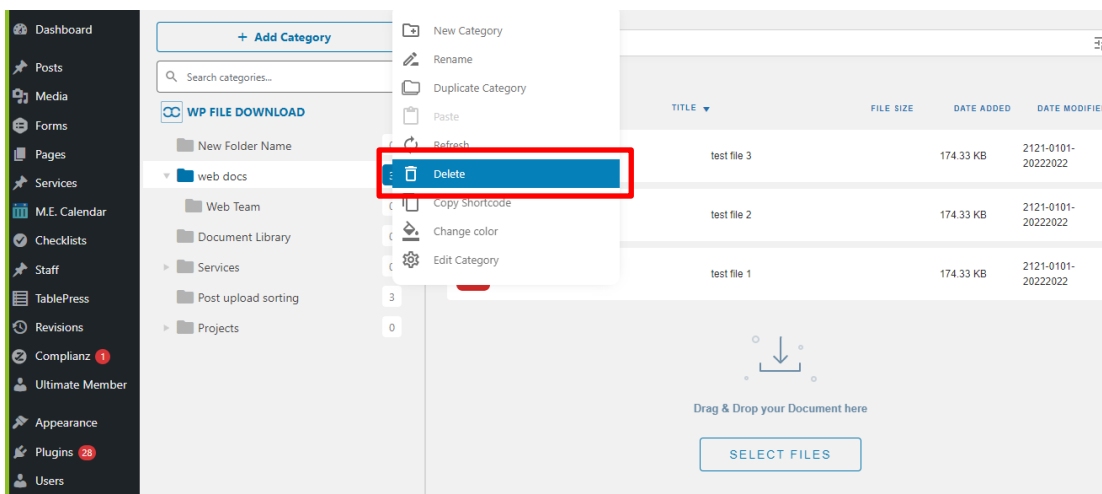 Dashboard
Posts
Media
Forms
Pages
Services
M.E. Calendar
Checklists
Staff
TablePress
Revisions
Complianz 1
Ultimate Member
Appearance
Plugins 28
Users
+ Add Category
Search categories...
WP FILE DOWNLOAD
New Folder Name
web docs
Web Team
Document Library
Services
Post upload sorting 3
Projects 0
New Category
Rename
Duplicate Category
Paste
Refresh
Delete
Copy Shortcode
Change color
Edit Category
TITLE FILE SIZE DATE ADDED DATE MODIFIE
test file 3 174.33 KB 2121-0101-
20222022
test file 2 174.33 KB 2121-0101-
20222022
test file 1 174.33 KB 2121-0101-
20222022
Drag & Drop your Document here
SELECT FILES